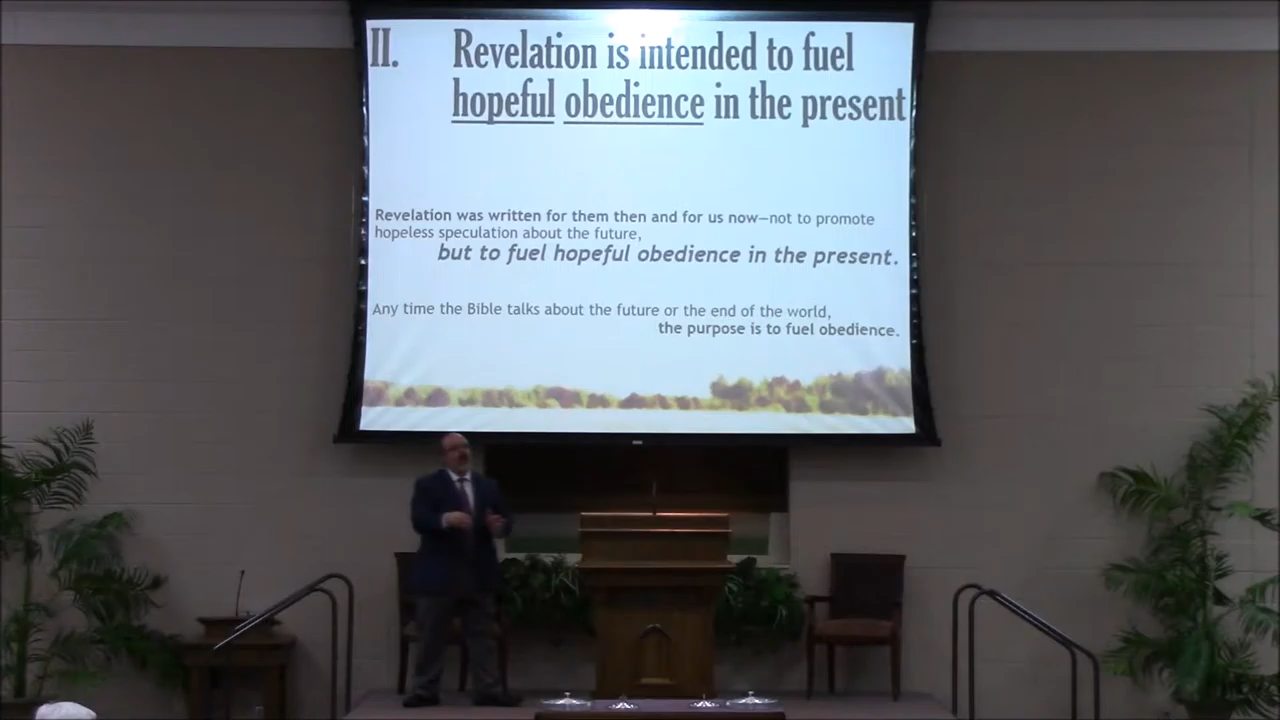 II. Revelation is intended to fuel
hopeful obedience in the present
Revelation was written for them then and for us now—not to promote
hopeless speculation about the future,
but to fuel hopeful obedience in the present.
Any time the Bible talks about the future or the end of the world,
the purpose is to fuel obedience.